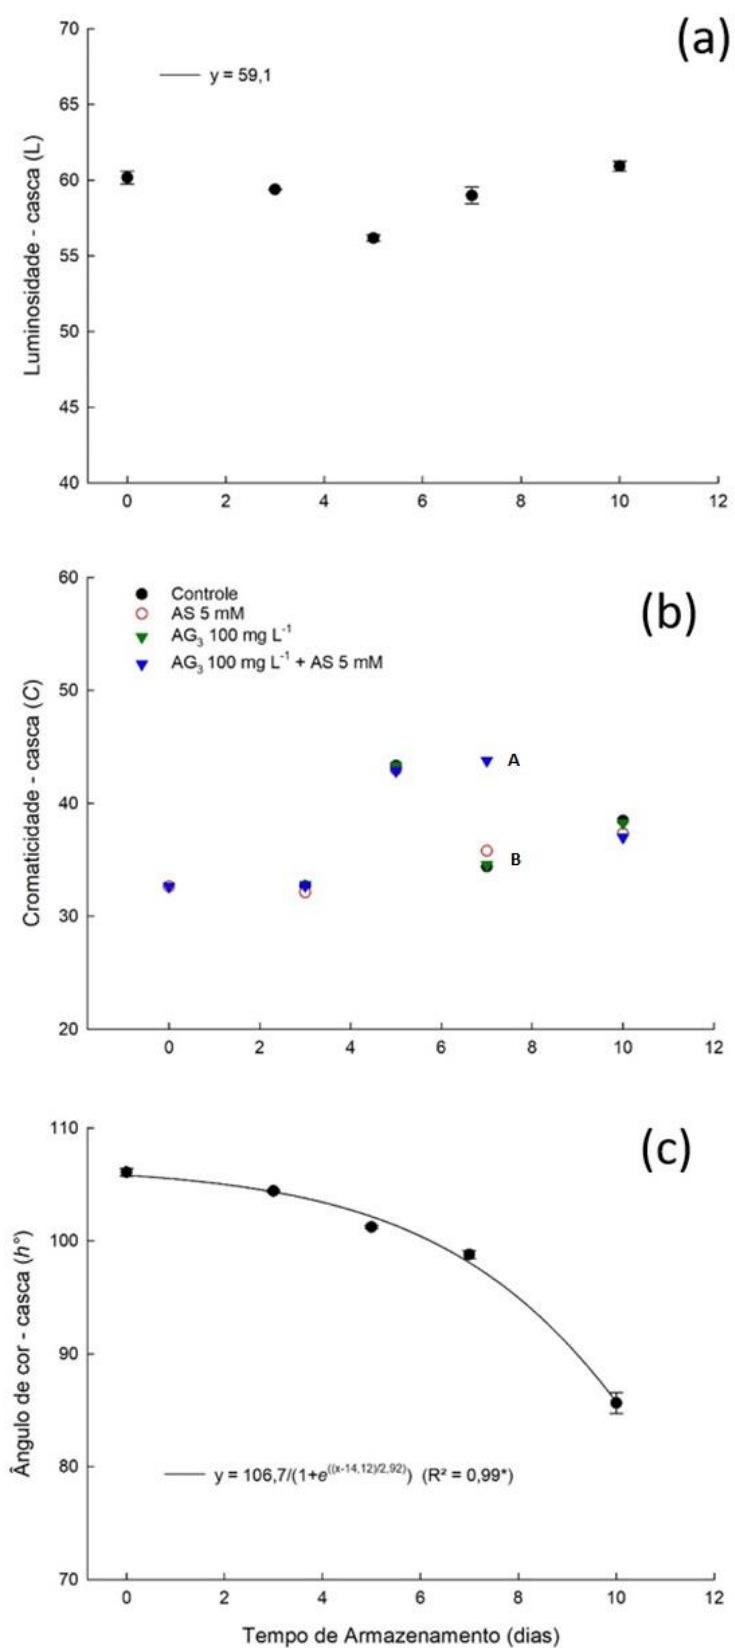 (a)
y = 59,1
Luminosidade - casca (L)
70
65
60
55
50
45
40
0 2 4 6 8 10 12
(b)
Controle
AS 5 mM
AG₃ 100 mg L⁻¹
AG₃ 100 mg L⁻¹ + AS 5 mM
Cromaticidade - casca (C)
60
50
40
30
20
A
B
0 2 4 6 8 10 12
(c)
Ângulo de cor - casca (h°)
110
100
90
80
70
y = 106,7/(1+e^((x-14,12)/2,92)) (R² = 0,99*)
0 2 4 6 8 10 12
Tempo de Armazenamento (dias)